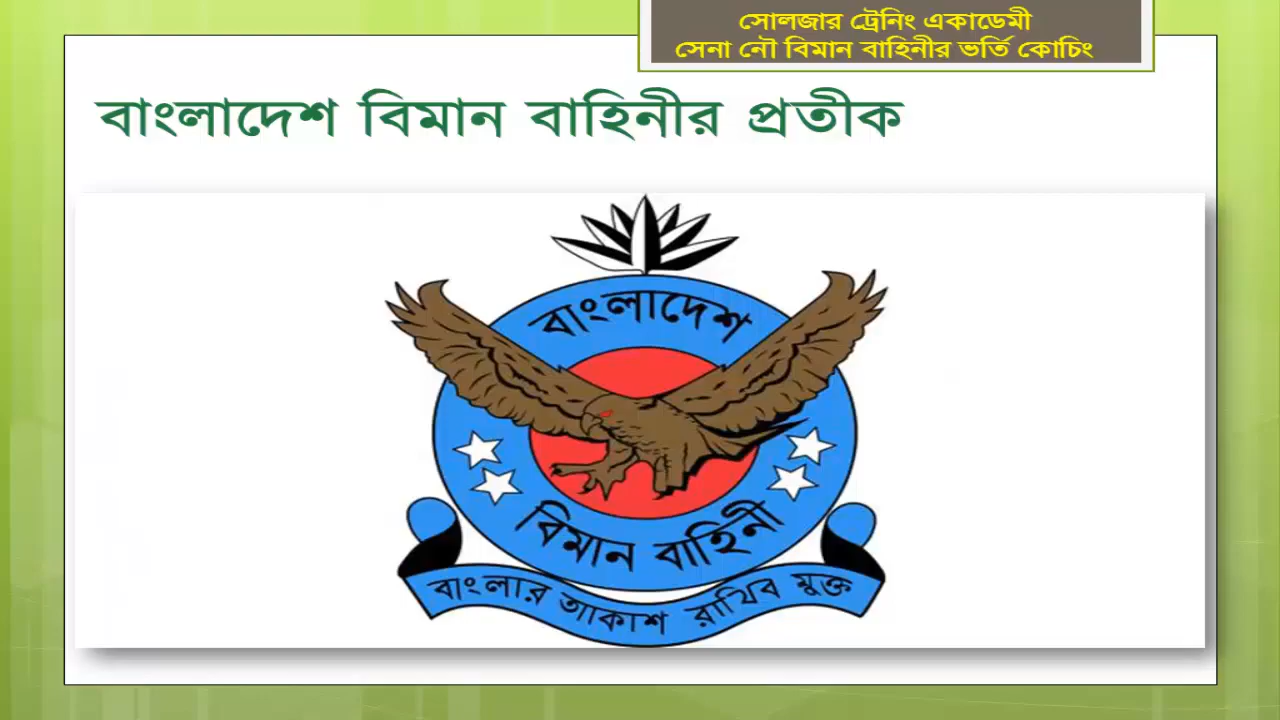 সোলজার ট্রেনিং একাডেমী
সেনা নৌ বিমান বাহিনীর ভর্তি কোচিং
বাংলাদেশ বিমান বাহিনীর প্রতীক
বাংলাদেশ
বিমান বাহিনী
বাংলার আকাশ রাখিব মুক্ত